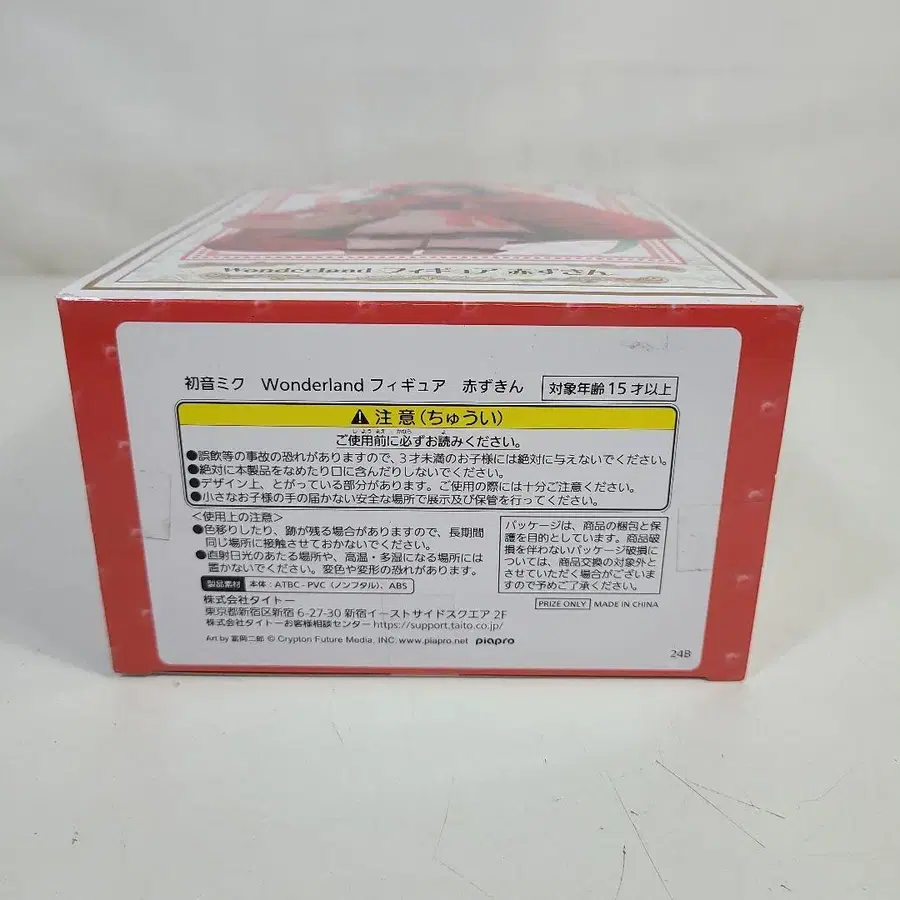 Wonderland フィギュア 赤ずきん
初音ミク Wonderland フィギュア 赤ずきん 対象年齢 15 才以上
⚠ 注意(ちゅうい)
ご使用前に必ずお読みください。
●誤飲等の事故の恐れがありますので、3才未満のお子様には絶対に与えないでください。
●絶対に本製品をなめたり口に含んだりしないでください。
●デザイン上、とがっている部分があります。ご使用の際には十分ご注意ください。
●小さなお子様の手の届かない安全な場所で展示及び保管を行ってください。
<使用上の注意>
●色移りしたり、跡が残る場合がありますので、長期間
同じ場所に接触させておかないでください。
●直射日光のあたる場所や、高温・多湿になる場所には
置かないでください。変色や変形の恐れがあります。
パッケージは、商品の梱包と保
護を目的としています。商品破
損を伴わないパッケージ破損に
ついては、商品交換の対象外と
させていただく場合がございま
すので予めご了承ください。
製品素材 本体:ATBC-PVC(ノンフタル)、ABS
PRIZE ONLY MADE IN CHINA
株式会社タイトー
東京都新宿区新宿 6-27-30 新宿イーストサイドスクエア 2F
株式会社タイトーお客様相談センター https://support.taito.co.jp/
Art by 富岡二郎 © Crypton Future Media, INC. www.piapro.net piapro
24B